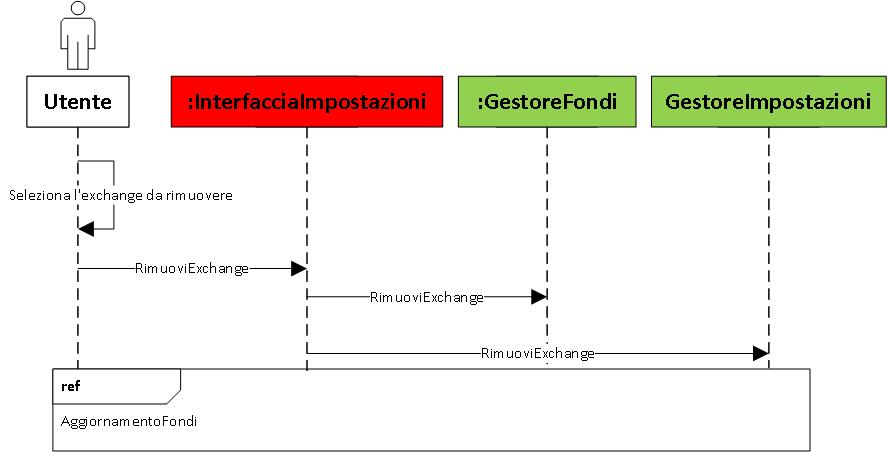 Utente
:InterfacciaImpostazioni
:GestoreFondi
GestoreImpostazioni
Seleziona l'exchange da rimuovere
RimuoviExchange
RimuoviExchange
RimuoviExchange
ref
AggiornamentoFondi